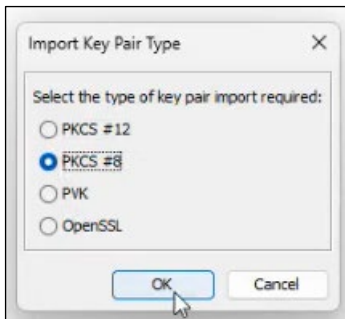 Import Key Pair Type
Select the type of key pair import required:
PKCS #12
PKCS #8
PVK
OpenSSL
OK Cancel